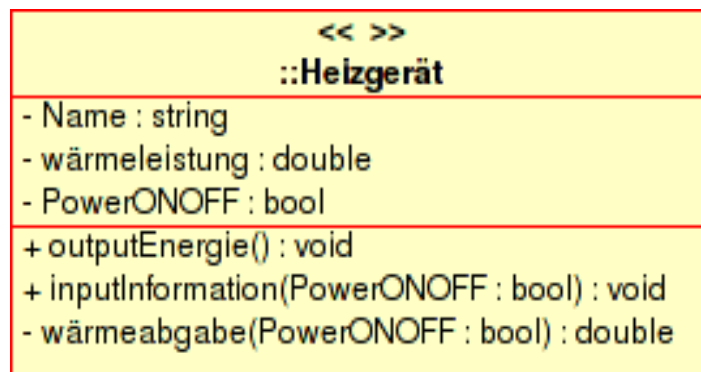 << >>
::Heizgerät
- Name : string
- wärmeleistung : double
- PowerONOFF : bool
+ outputEnergie() : void
+ inputInformation(PowerONOFF : bool) : void
- wärmeabgabe(PowerONOFF : bool) : double